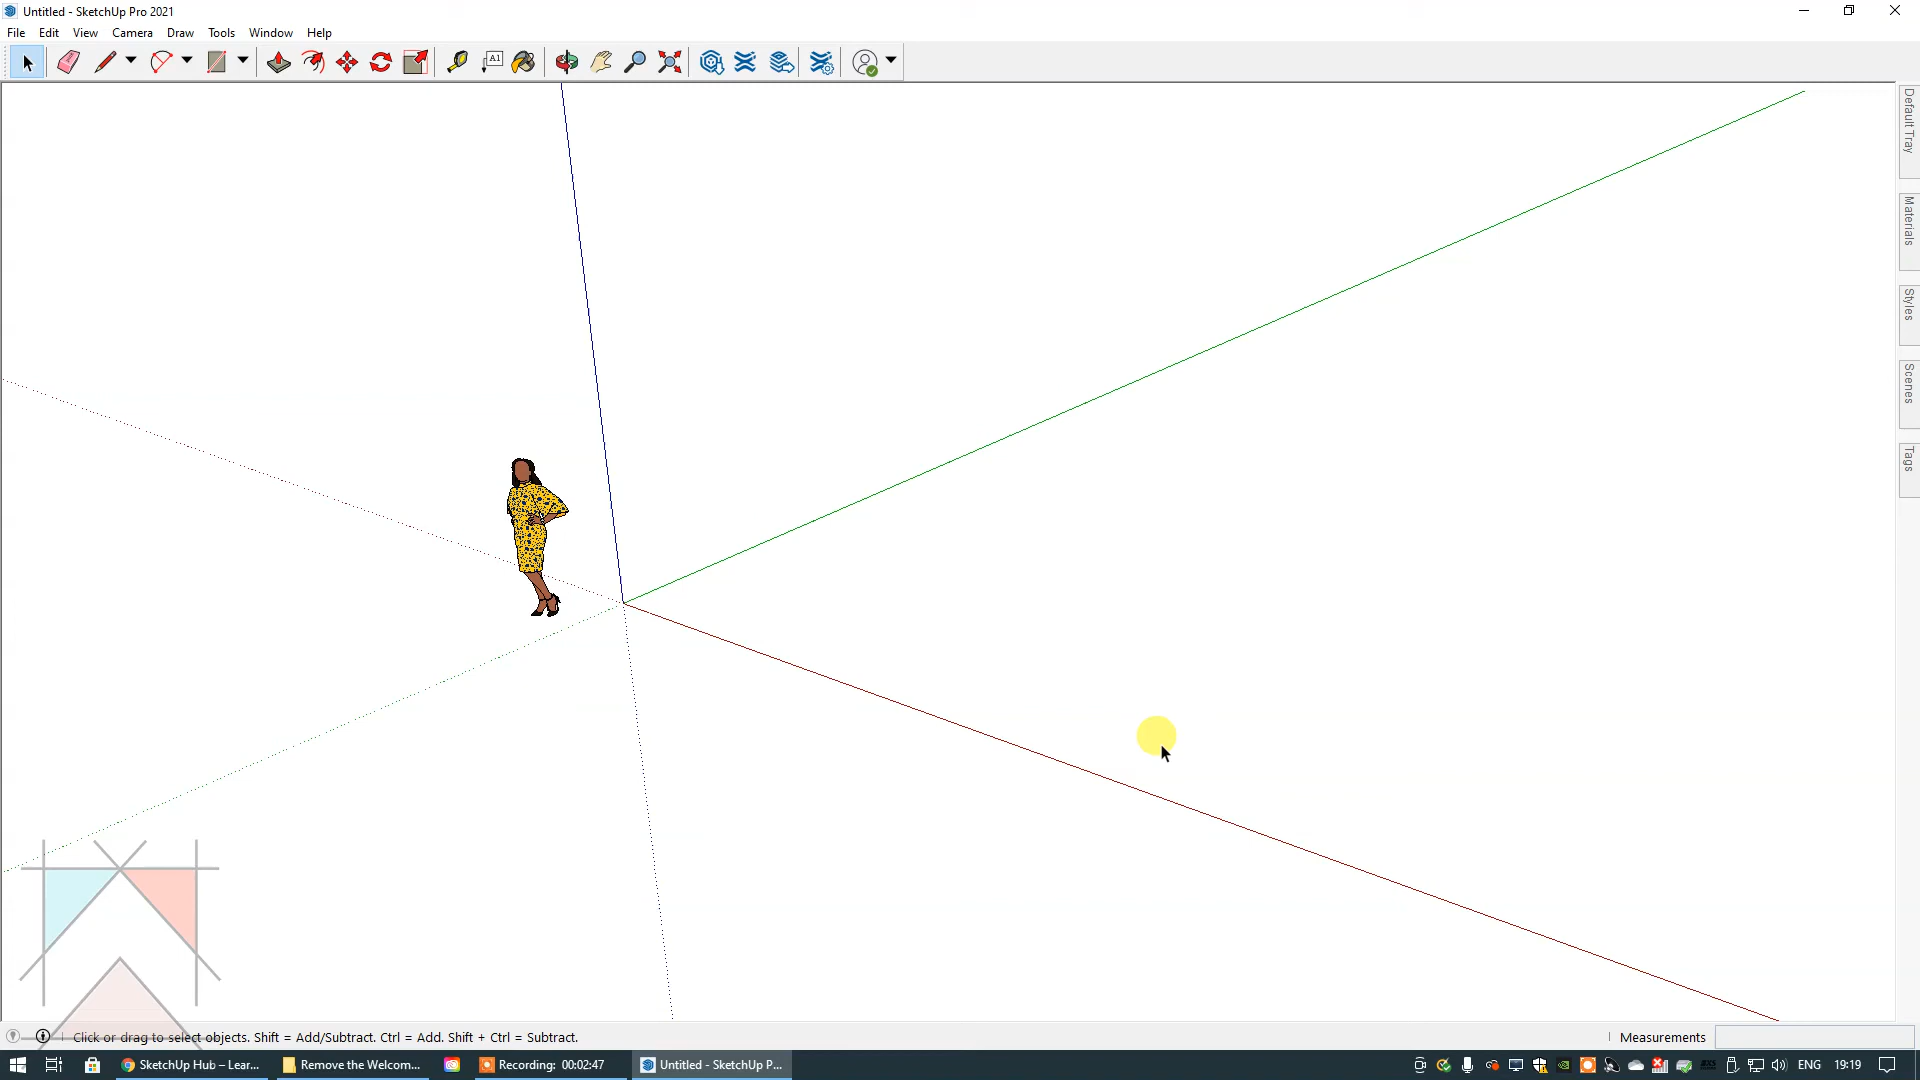 Untitled - SketchUp Pro 2021
File Edit View Camera Draw Tools Window Help
A1
Default Tray
Materials
Styles
Scenes
Tags
Click or drag to select objects. Shift = Add/Subtract. Ctrl = Add. Shift + Ctrl = Subtract.
Measurements
SketchUp Hub – Lear...
Remove the Welcom...
Recording: 00:02:47
Untitled - SketchUp P...
ENG
19:19